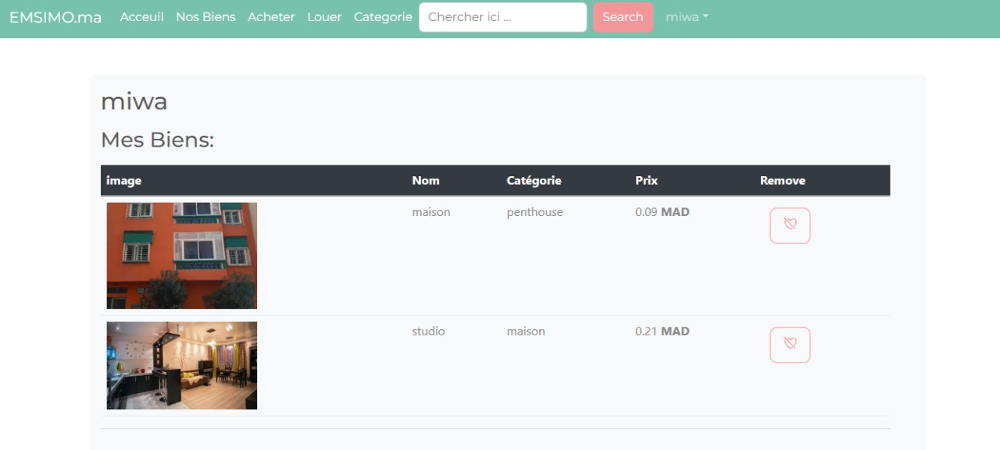 EMSIMO.ma Acceuil Nos Biens Acheter Louer Categorie Chercher ici ... Search miwa
miwa
Mes Biens:
image Nom Catégorie Prix Remove
maison penthouse 0.09 MAD
studio maison 0.21 MAD